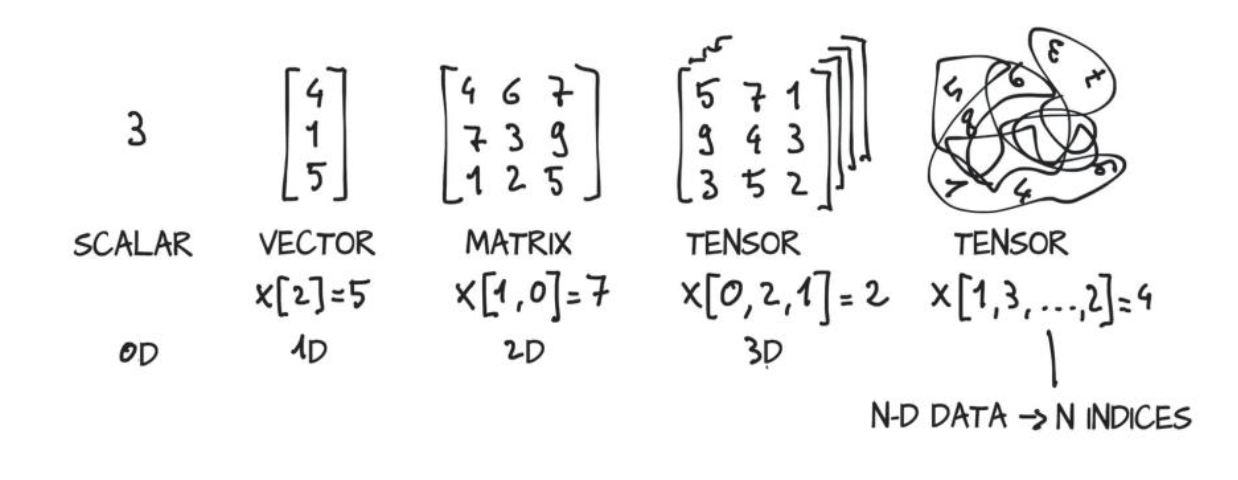 3
4
1
5
4 6 7
7 3 9
1 2 5
5 7 1
9 4 3
3 5 2
SCALAR
VECTOR
MATRIX
TENSOR
TENSOR
X[2]=5
X[1,0]=7
X[0,2,1]=2
X[1,3,...,2]=4
0D
1D
2D
3D
N-D DATA → N INDICES